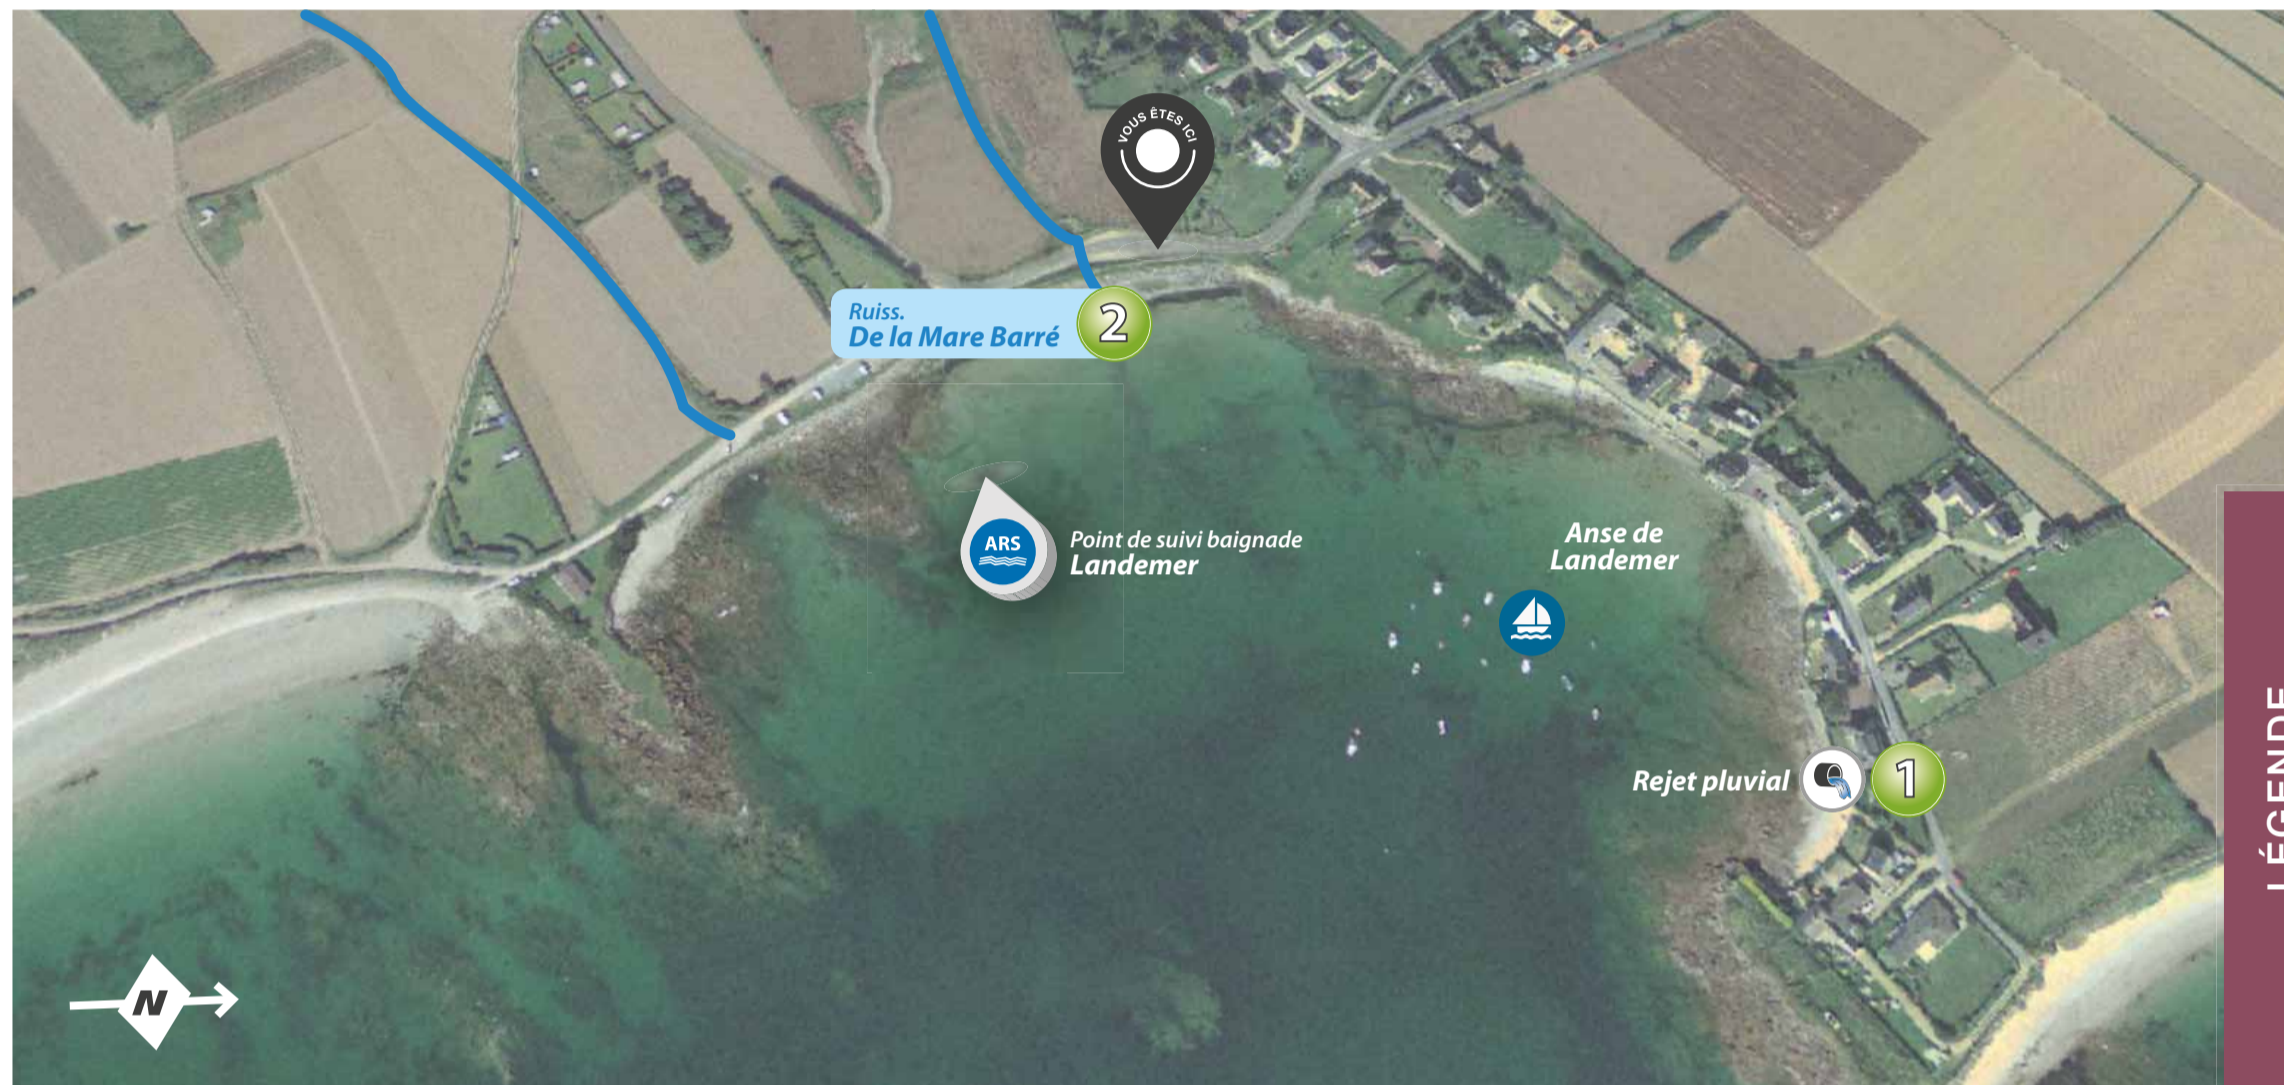 VOUS ÊTES ICI
Ruiss.
De la Mare Barré
2
ARS
Point de suivi baignade
Landemer
Anse de
Landemer
Rejet pluvial
1
N
LÉGENDE